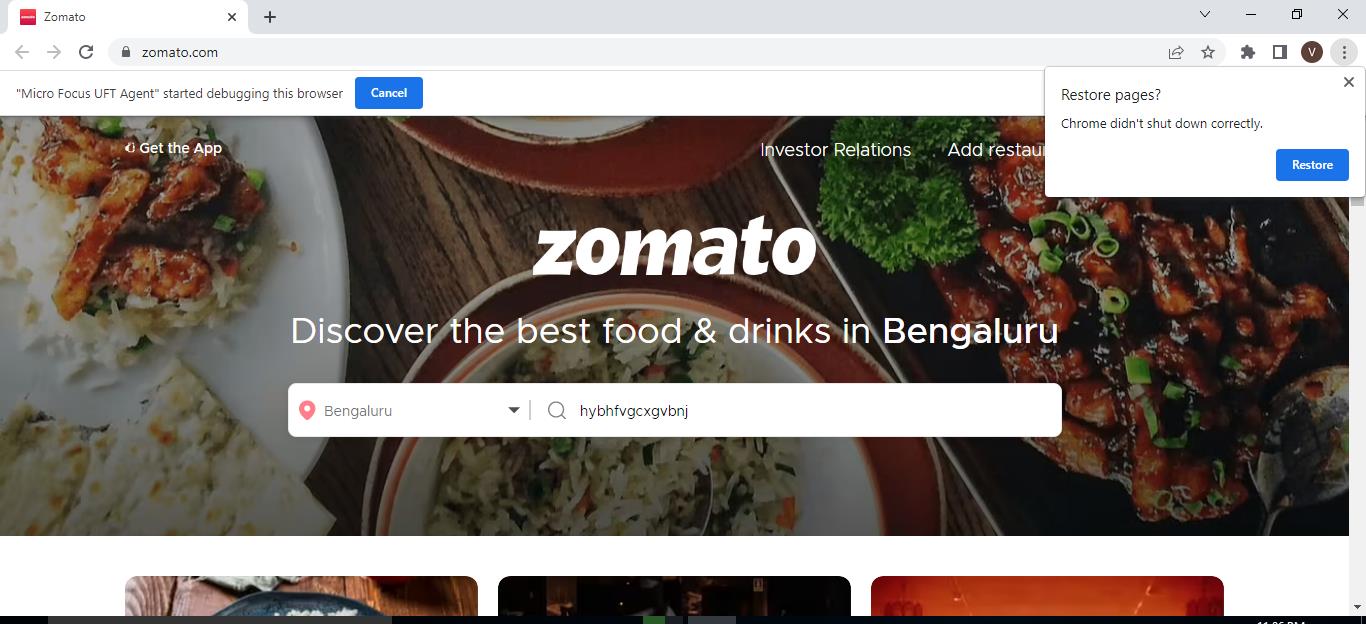 Zomato
zomato.com
V
"Micro Focus UFT Agent" started debugging this browser
Cancel
Restore pages?
Chrome didn't shut down correctly.
Restore
Get the App
Investor Relations
Add
zomato
Discover the best food & drinks in Bengaluru
Bengaluru
hybhfvgcxgvbnj